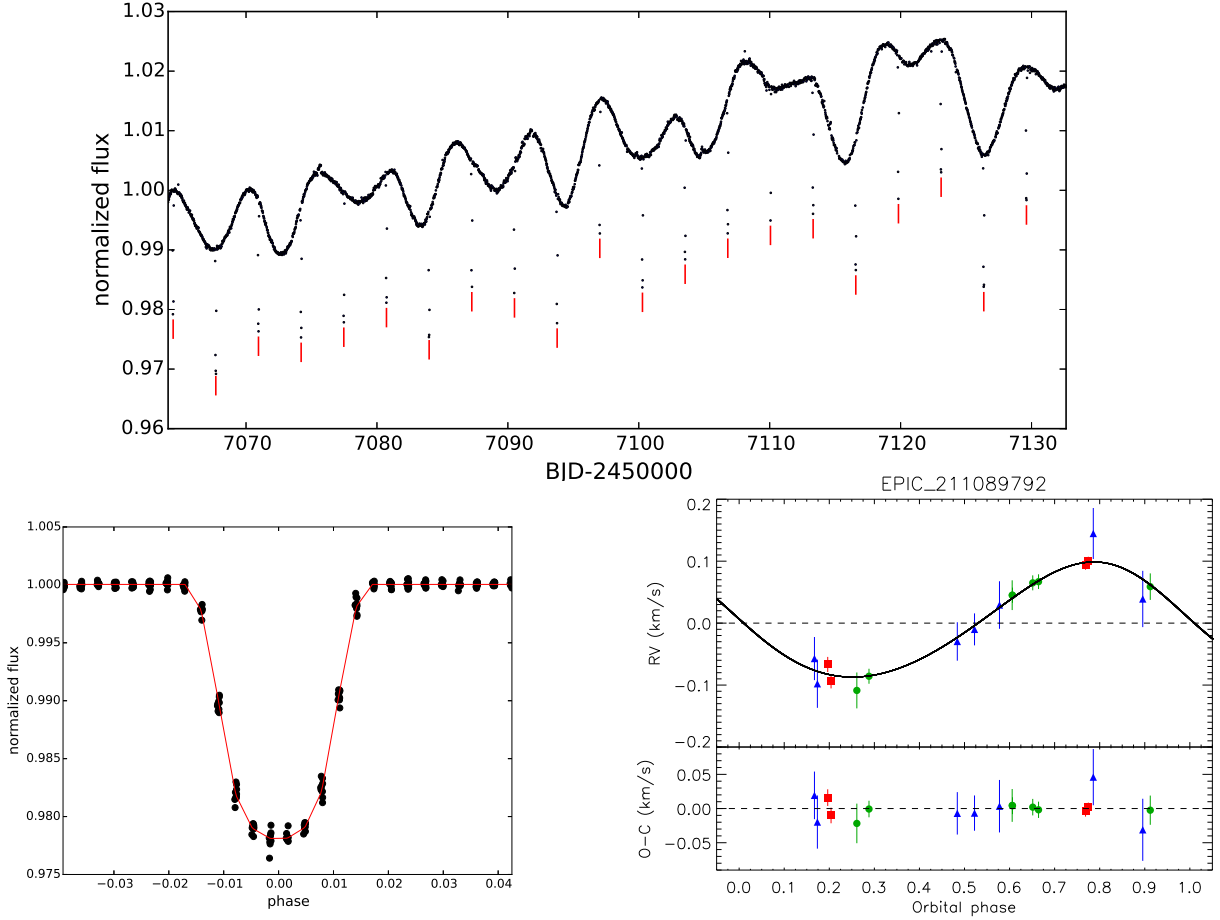 1.03
1.02
1.01
1.00
0.99
0.98
0.97
0.96
normalized flux
7070 7080 7090 7100 7110 7120 7130
BJD-2450000
1.005
1.000
0.995
0.990
0.985
0.980
0.975
normalized flux
−0.03 −0.02 −0.01 0.00 0.01 0.02 0.03 0.04
phase
EPIC_211089792
0.2
0.1
0.0
−0.1
−0.2
RV (km/s)
0.05
0.00
−0.05
O−C (km/s)
0.0 0.1 0.2 0.3 0.4 0.5 0.6 0.7 0.8 0.9 1.0
Orbital phase